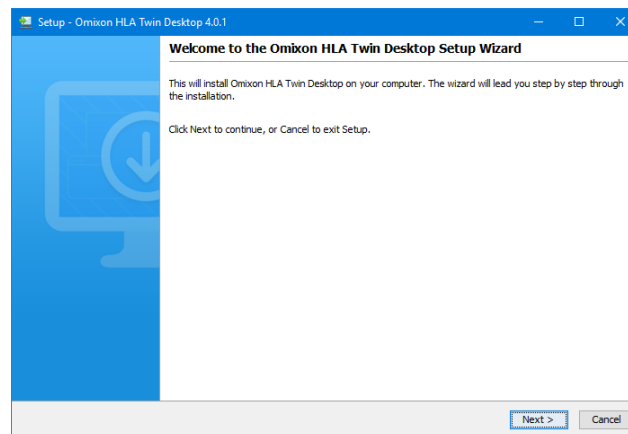 Setup - Omixon HLA Twin Desktop 4.0.1
Welcome to the Omixon HLA Twin Desktop Setup Wizard
This will install Omixon HLA Twin Desktop on your computer. The wizard will lead you step by step through
the installation.
Click Next to continue, or Cancel to exit Setup.
Next > Cancel